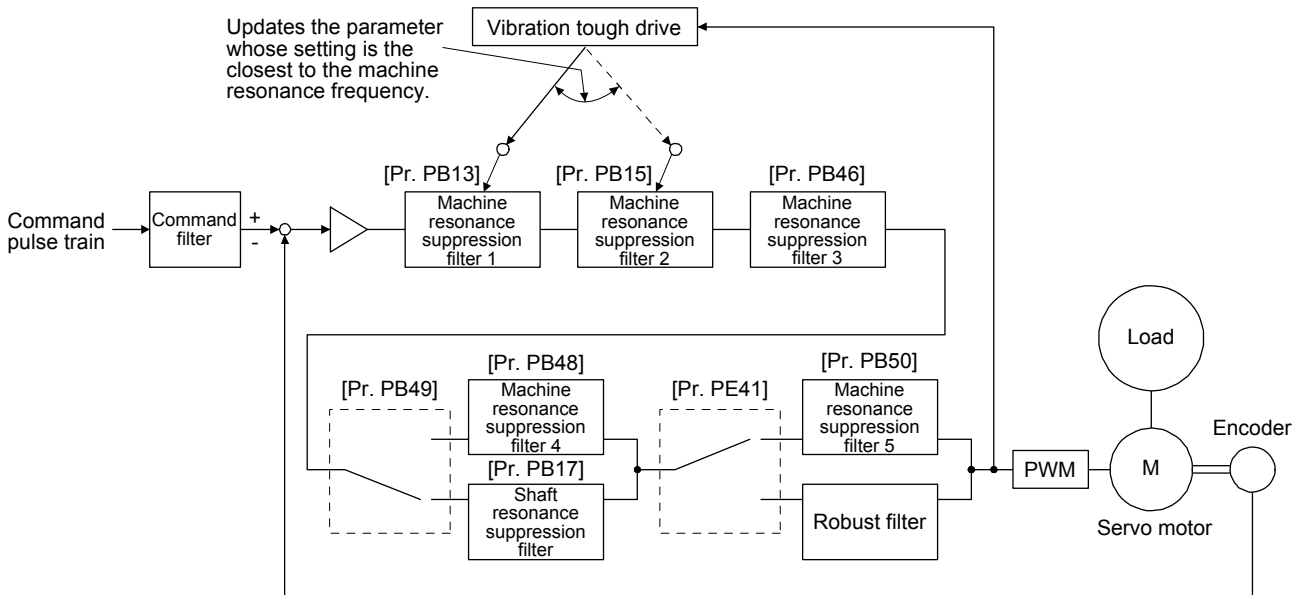 Updates the parameter
whose setting is the
closest to the machine
resonance frequency.
Vibration tough drive
[Pr. PB13]
[Pr. PB15]
[Pr. PB46]
Command
pulse train
Command
filter
+
-
Machine
resonance
suppression
filter 1
Machine
resonance
suppression
filter 2
Machine
resonance
suppression
filter 3
Load
[Pr. PB49]
[Pr. PB48]
Machine
resonance
suppression
filter 4
[Pr. PB17]
Shaft
resonance
suppression
filter
[Pr. PE41]
[Pr. PB50]
Machine
resonance
suppression
filter 5
Robust filter
PWM
M
Servo motor
Encoder